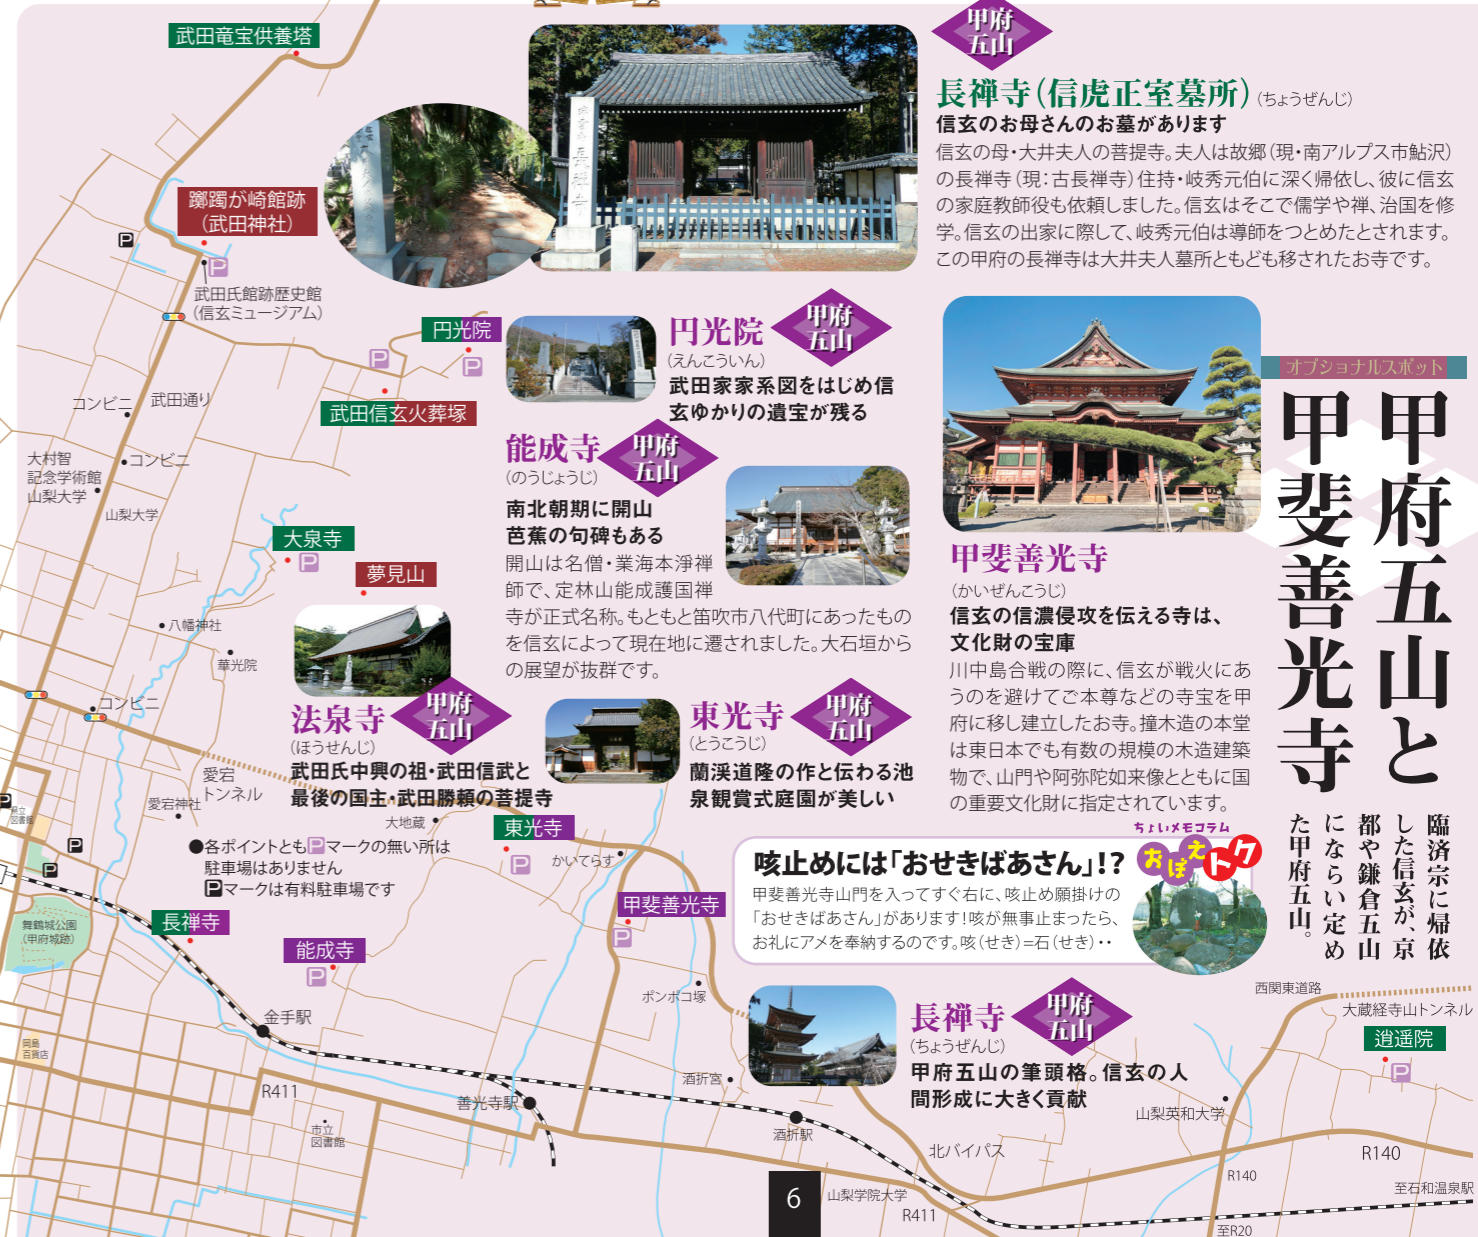 オプショナルスポット
甲府五山と
甲斐善光寺
臨済宗に帰依
した信玄が、京
都や鎌倉五山
にならい定め
た甲府五山。
甲府
五山
長禅寺(信虎正室墓所)(ちょうぜんじ)
信玄のお母さんのお墓があります
信玄の母・大井夫人の菩提寺。夫人は故郷(現・南アルプス市鮎沢)
の長禅寺(現:古長禅寺)住持・岐秀元伯に深く帰依し、彼に信玄
の家庭教師役も依頼しました。信玄はそこで儒学や禅、治国を修
学。信玄の出家に際して、岐秀元伯は導師をつとめたとされます。
この甲府の長禅寺は大井夫人墓所ともども移されたお寺です。
円光院
甲府
五山
(えんこういん)
武田家家系図をはじめ信
玄ゆかりの遺宝が残る
能成寺
甲府
五山
(のうじょうじ)
南北朝期に開山
芭蕉の句碑もある
開山は名僧・業海本淨禅
師で、定林山能成護国禅
寺が正式名称。もともと笛吹市八代町にあったもの
を信玄によって現在地に遷されました。大石垣から
の展望が抜群です。
甲斐善光寺
(かいぜんこうじ)
信玄の信濃侵攻を伝える寺は、
文化財の宝庫
川中島合戦の際に、信玄が戦火にあ
うのを避けてご本尊などの寺宝を甲
府に移し建立したお寺。撞木造の本堂
は東日本でも有数の規模の木造建築
物で、山門や阿弥陀如来像とともに国
の重要文化財に指定されています。
法泉寺
甲府
五山
(ほうせんじ)
武田氏中興の祖・武田信武と
最後の国主・武田勝頼の菩提寺
東光寺
甲府
五山
(とうこうじ)
蘭渓道隆の作と伝わる池
泉観賞式庭園が美しい
ちょいメモコラム
おぼえトク
咳止めには「おせきばあさん」!?
甲斐善光寺山門を入ってすぐ右に、咳止め願掛けの
「おせきばあさん」があります!咳が無事止まったら、
お礼にアメを奉納するのです。咳(せき)=石(せき)・・
長禅寺
甲府
五山
(ちょうぜんじ)
甲府五山の筆頭格。信玄の人
間形成に大きく貢献
武田竜宝供養塔
躑躅が崎館跡
(武田神社)
P
P
武田氏館跡歴史館
(信玄ミュージアム)
円光院
P
P
武田信玄火葬塚
コンビニ
武田通り
大村智
記念学術館
山梨大学
コンビニ
山梨大学
大泉寺
P
夢見山
八幡神社
華光院
コンビニ
愛宕
トンネル
愛宕神社
大地蔵
東光寺
P
かいてらす
●各ポイントともPマークの無い所は
駐車場はありません
Pマークは有料駐車場です
P
県立
図書館
P
P
舞鶴城公園
(甲府城跡)
長禅寺
能成寺
P
甲斐善光寺
P
ポンポコ塚
金手駅
岡島
百貨店
R411
市立
図書館
善光寺駅
酒折宮
酒折駅
西関東道路
大蔵経寺山トンネル
逍遥院
P
山梨英和大学
北バイパス
R140
R140
至石和温泉駅
山梨学院大学
R411
至R20
6